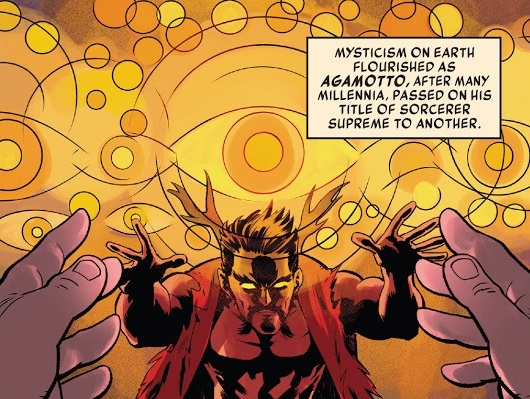 MYSTICISM ON EARTH
FLOURISHED AS
AGAMOTTO, AFTER MANY
MILLENNIA, PASSED ON HIS
TITLE OF SORCERER
SUPREME TO ANOTHER.